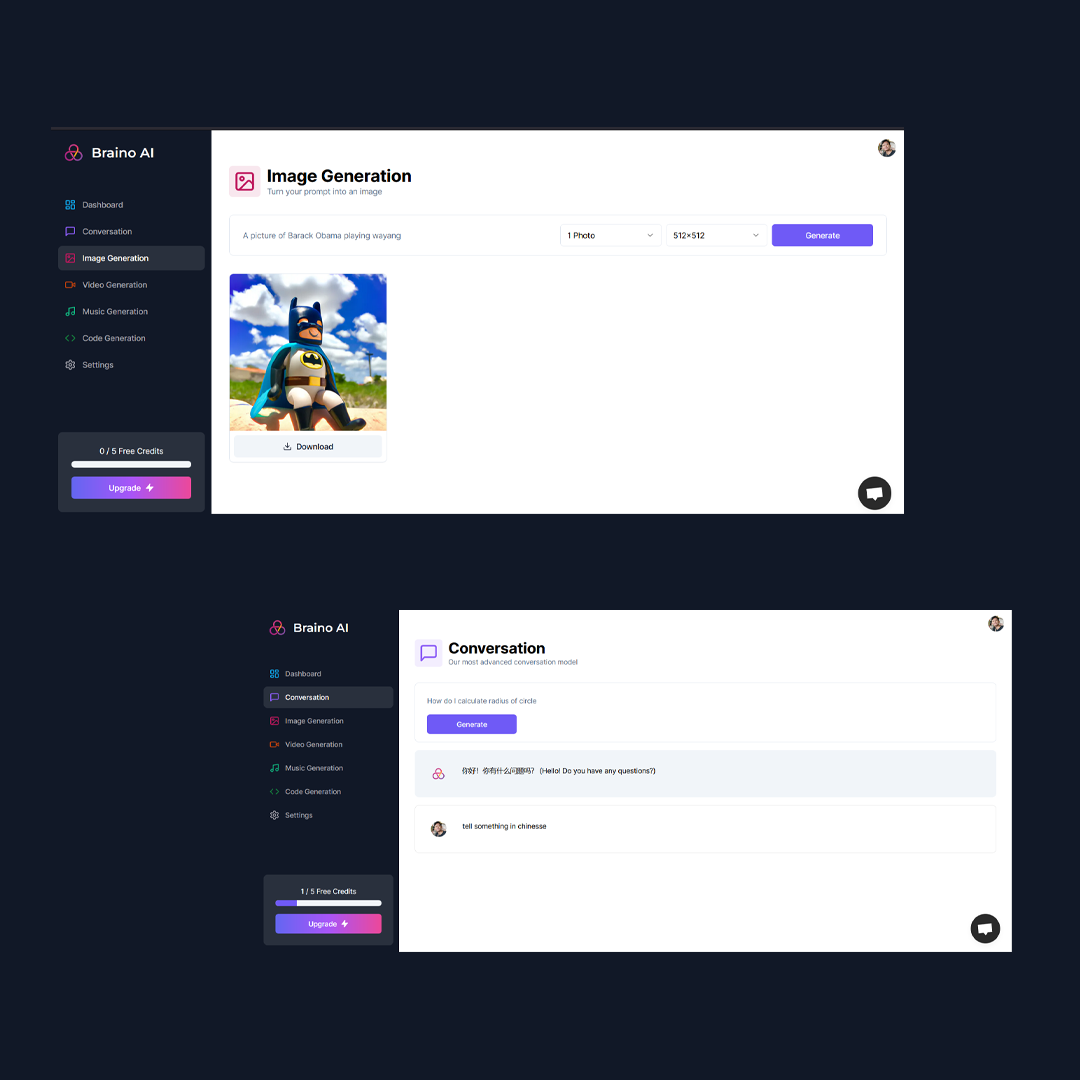 Braino AI
Dashboard
Conversation
Image Generation
Video Generation
Music Generation
Code Generation
Settings
0 / 5 Free Credits
Upgrade
Image Generation
Turn your prompt into an image
A picture of Barack Obama playing wayang
1 Photo
512×512
Generate
Download
Braino AI
Dashboard
Conversation
Image Generation
Video Generation
Music Generation
Code Generation
Settings
1 / 5 Free Credits
Upgrade
Conversation
Our most advanced conversation model
How do I calculate radius of circle
Generate
你好！你有什么问题吗？ (Hello! Do you have any questions?)
tell something in chinesse